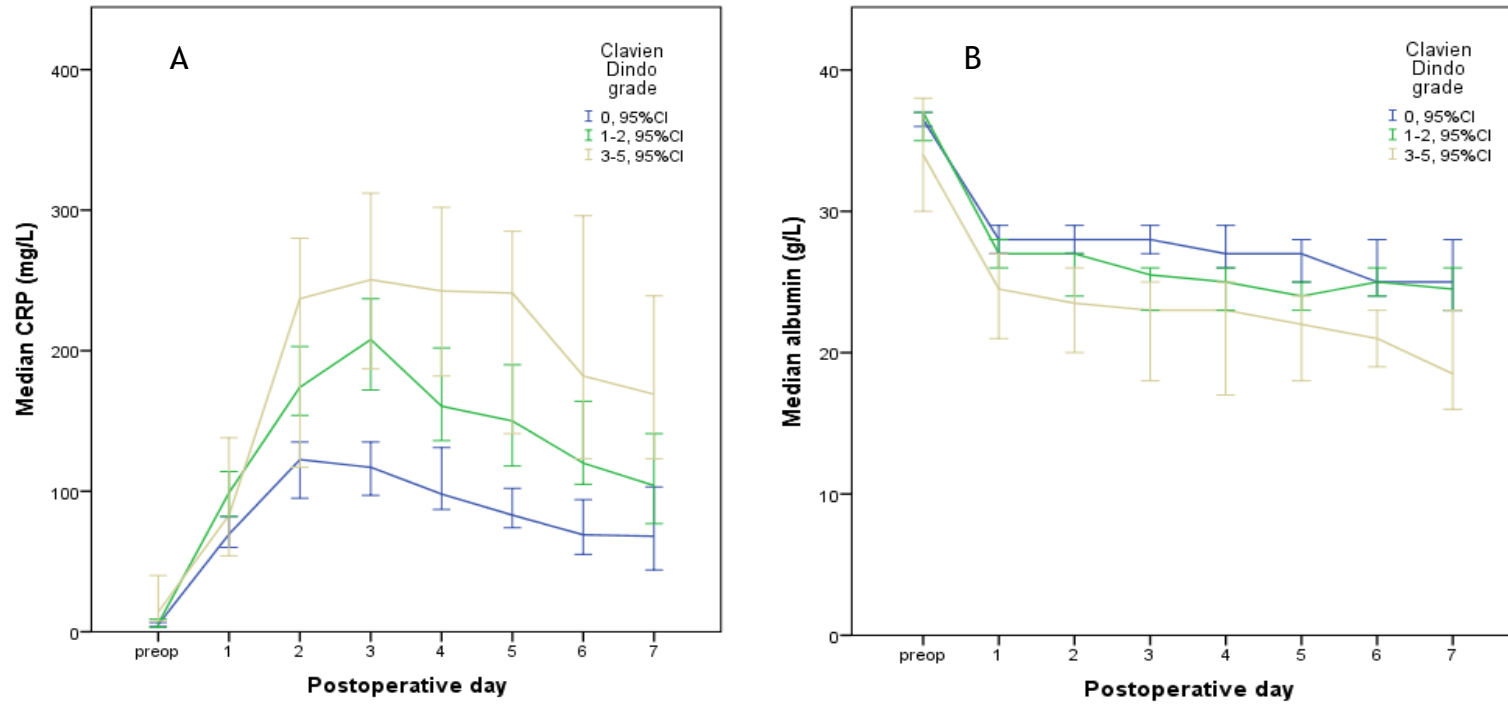 A
Clavien
Dindo
grade
0, 95%CI
1-2, 95%CI
3-5, 95%CI
Median CRP (mg/L)
400
300
200
100
0
preop 1 2 3 4 5 6 7
Postoperative day
B
Clavien
Dindo
grade
0, 95%CI
1-2, 95%CI
3-5, 95%CI
Median albumin (g/L)
40
30
20
10
0
preop 1 2 3 4 5 6 7
Postoperative day